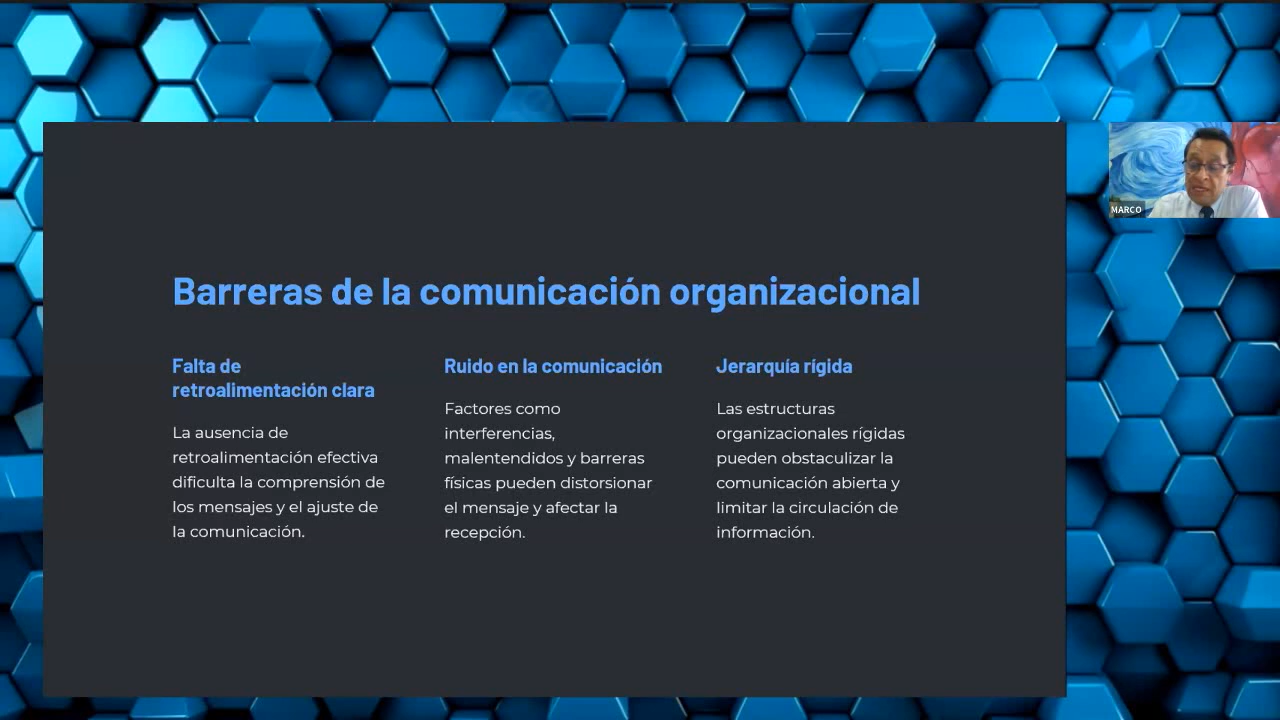 MARCO
Barreras de la comunicación organizacional
Falta de
retroalimentación clara
La ausencia de
retroalimentación efectiva
dificulta la comprensión de
los mensajes y el ajuste de
la comunicación.
Ruido en la comunicación
Factores como
interferencias,
malentendidos y barreras
físicas pueden distorsionar
el mensaje y afectar la
recepción.
Jerarquía rígida
Las estructuras
organizacionales rígidas
pueden obstaculizar la
comunicación abierta y
limitar la circulación de
información.